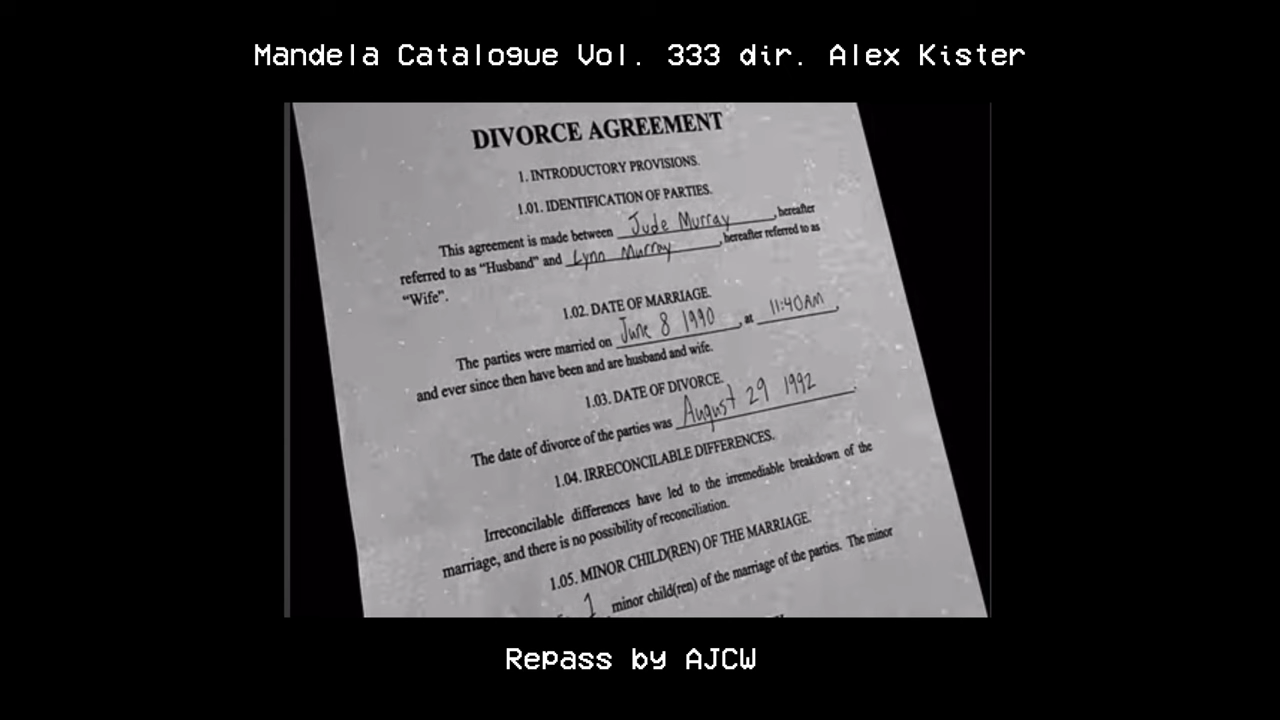 Mandela Catalogue Vol. 333 dir. Alex Kister
DIVORCE AGREEMENT
1. INTRODUCTORY PROVISIONS.
1.01. IDENTIFICATION OF PARTIES.
This agreement is made between Jude Murray, hereafter
referred to as “Husband” and Lynn Murray, hereafter referred to as
“Wife”.
1.02. DATE OF MARRIAGE.
The parties were married on June 8 1990, at 11:40AM,
and ever since then have been and are husband and wife.
1.03. DATE OF DIVORCE.
The date of divorce of the parties was August 29 1992.
1.04. IRRECONCILABLE DIFFERENCES.
Irreconcilable differences have led to the irremediable breakdown of the
marriage, and there is no possibility of reconciliation.
1.05. MINOR CHILD(REN) OF THE MARRIAGE.
1 minor child(ren) of the marriage of the parties. The minor
Repass by AJCW